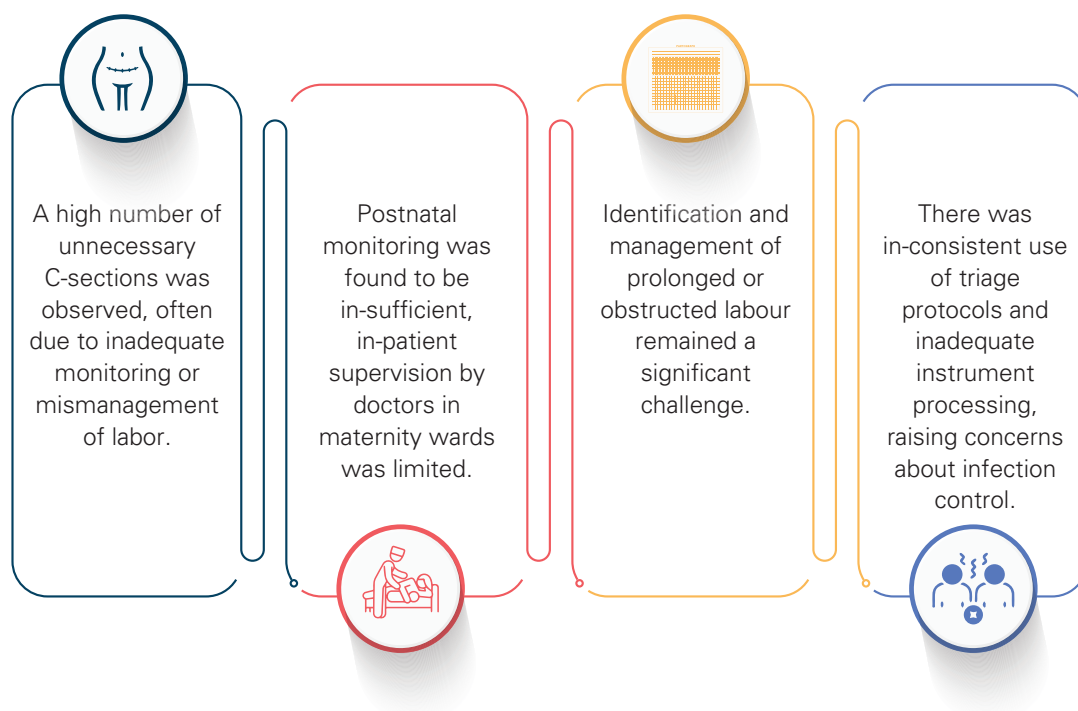 A high number of
unnecessary
C-sections was
observed, often
due to inadequate
monitoring or
mismanagement
of labor.
Postnatal
monitoring was
found to be
in-sufficient,
in-patient
supervision by
doctors in
maternity wards
was limited.
Identification and
management of
prolonged or
obstructed labour
remained a
significant
challenge.
There was
in-consistent use
of triage
protocols and
inadequate
instrument
processing,
raising concerns
about infection
control.